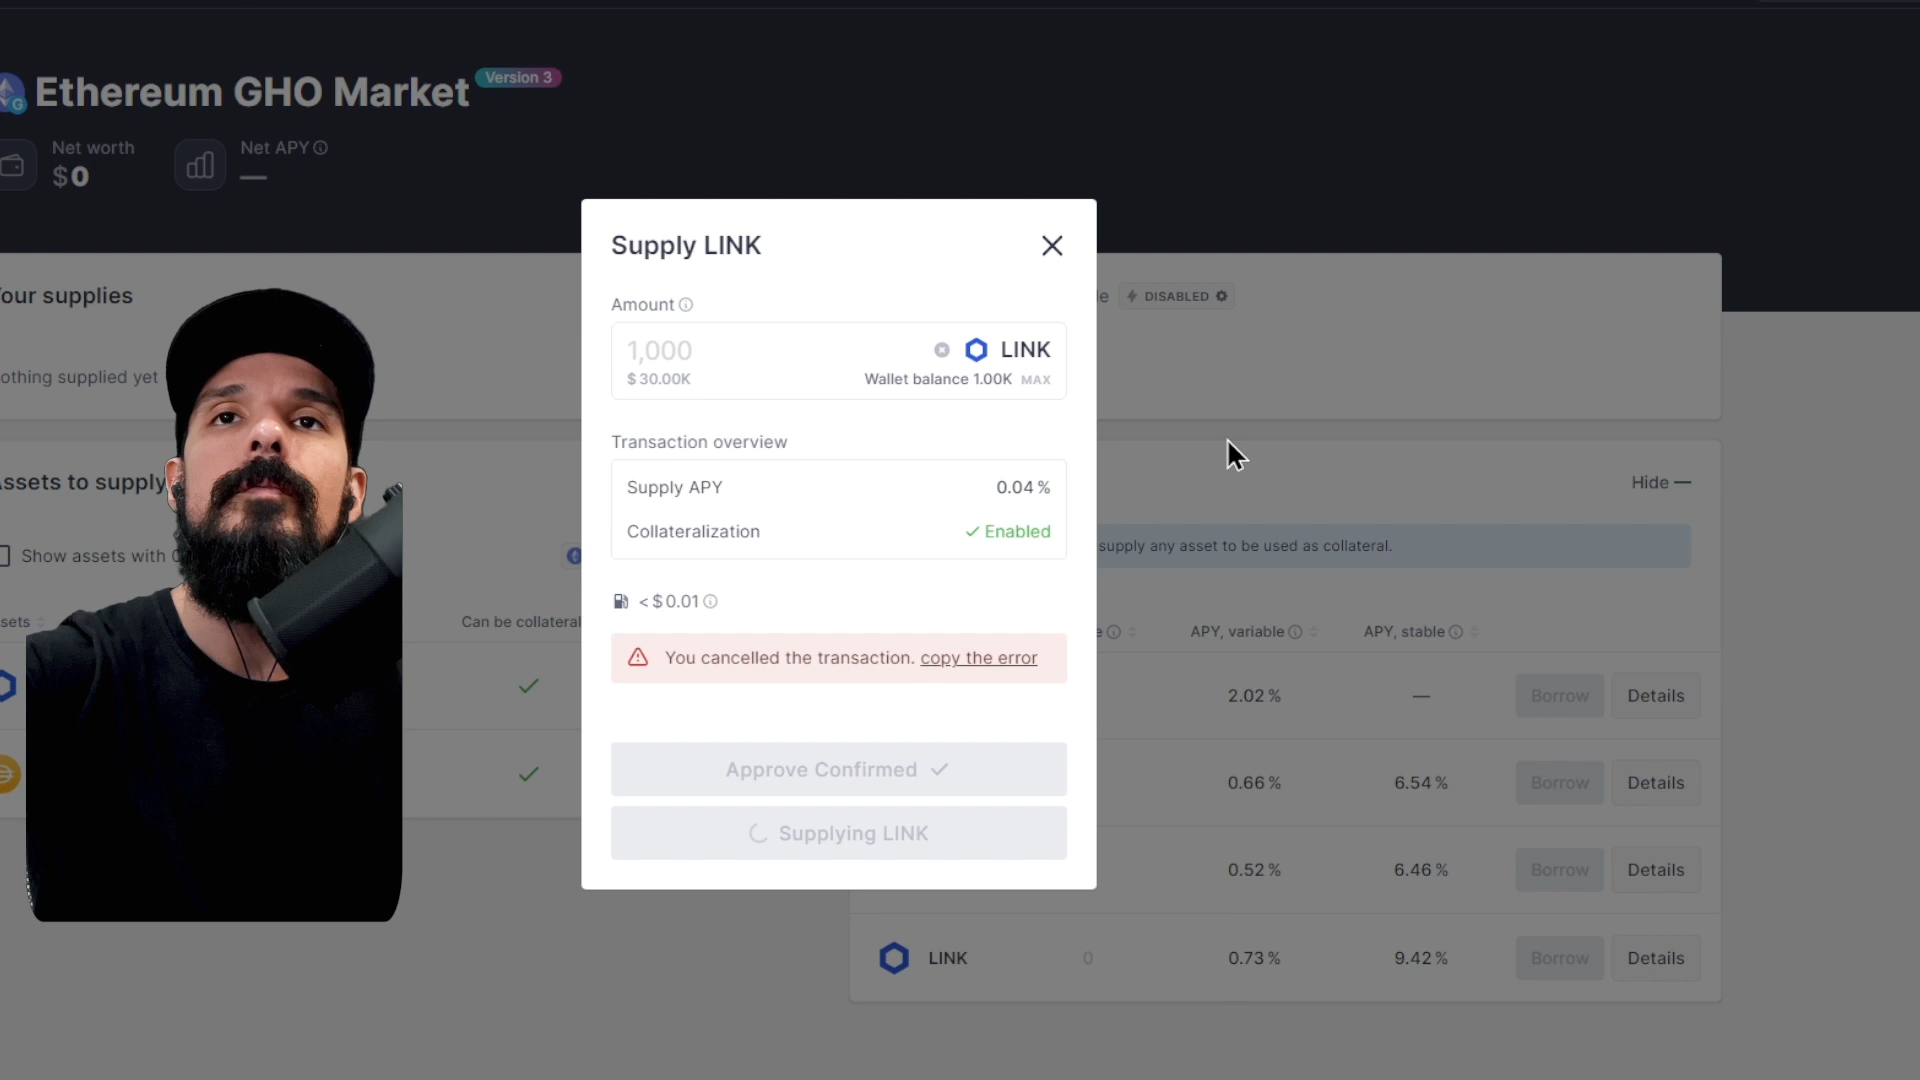 Ethereum GHO Market Version 3
Net worth
Net APY
$0
—
Your supplies
Nothing supplied yet
Assets to supply
Show assets with 0
Can be collateral
Supply LINK
Amount
1,000
LINK
$30.00K
Wallet balance 1.00K MAX
Transaction overview
Supply APY
0.04 %
Collateralization
Enabled
< $0.01
You cancelled the transaction. copy the error
Approve Confirmed
Supplying LINK
DISABLED
Hide —
supply any asset to be used as collateral.
APY, variable
APY, stable
2.02 %
—
Borrow
Details
0.66 %
6.54 %
Borrow
Details
0.52 %
6.46 %
Borrow
Details
LINK
0
0.73 %
9.42 %
Borrow
Details